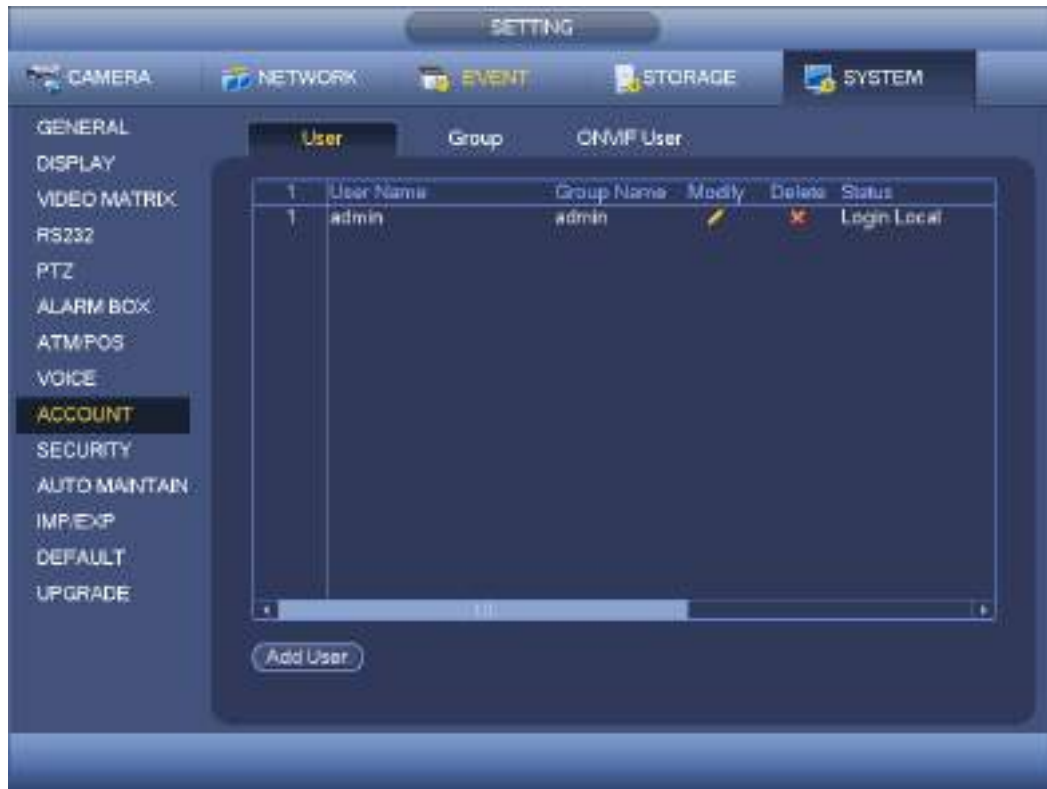 SETTING
CAMERA NETWORK EVENT STORAGE SYSTEM
GENERAL
DISPLAY
VIDEO MATRIX
RS232
PTZ
ALARM BOX
ATM/POS
VOICE
ACCOUNT
SECURITY
AUTO MAINTAIN
IMP/EXP
DEFAULT
UPGRADE
User Group ONVIF User
1 User Name Group Name Modify Delete Status
1 admin admin Login Local
Add User